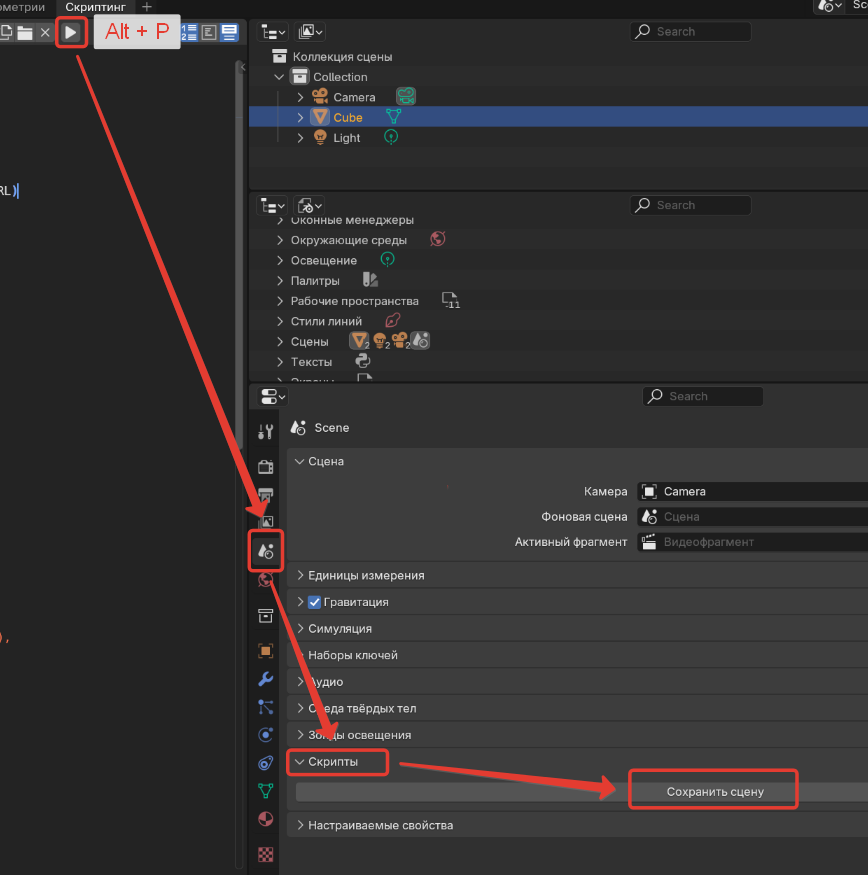 ометрии
Скриптинг
+
Sc
Alt + P
Search
Коллекция сцены
Collection
Camera
Cube
Light
RL)
Search
Оконные менеджеры
Окружающие среды
Освещение
Палитры
Рабочие пространства
11
Стили линий
Сцены
2
2
2
Тексты
Search
Scene
Сцена
Камера
Camera
Фоновая сцена
Сцена
Активный фрагмент
Видеофрагмент
Единицы измерения
Гравитация
Симуляция
Наборы ключей
Аудио
),
Среда твёрдых тел
Зонды освещения
Скрипты
Сохранить сцену
Настраиваемые свойства